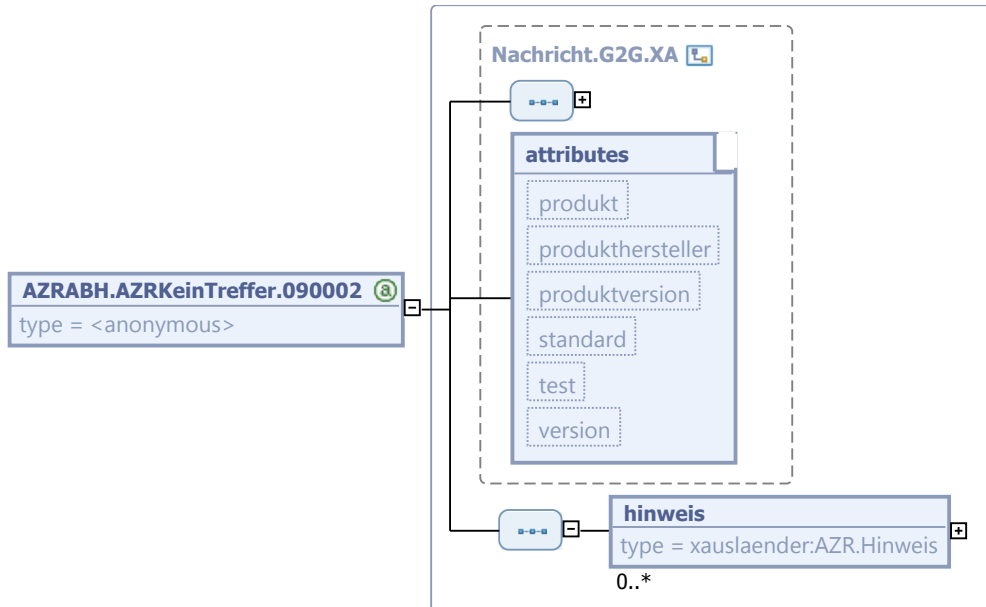 Nachricht.G2G.XA
attributes
produkt
produkthersteller
produktversion
standard
test
version
AZRABH.AZRKeinTreffer.090002 a
type = <anonymous>
hinweis
type = xauslaender:AZR.Hinweis
0..*